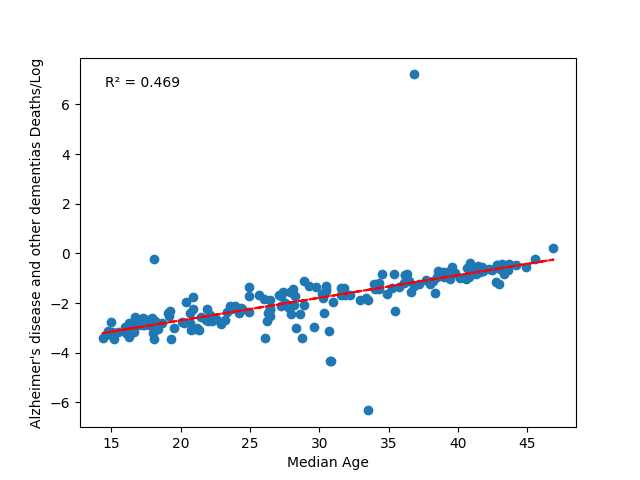 R² = 0.469
Alzheimer's disease and other dementias Deaths/Log
6
4
2
0
−2
−4
−6
15 20 25 30 35 40 45
Median Age